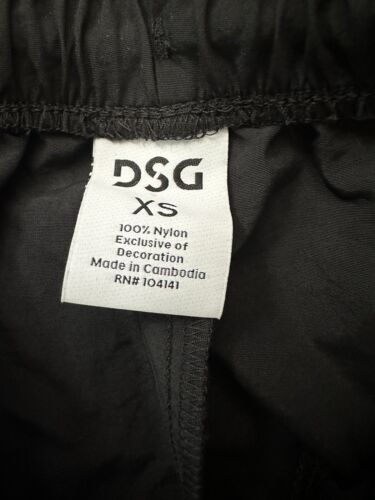 DSG
XS
100% Nylon
Exclusive of
Decoration
Made in Cambodia
RN# 104141